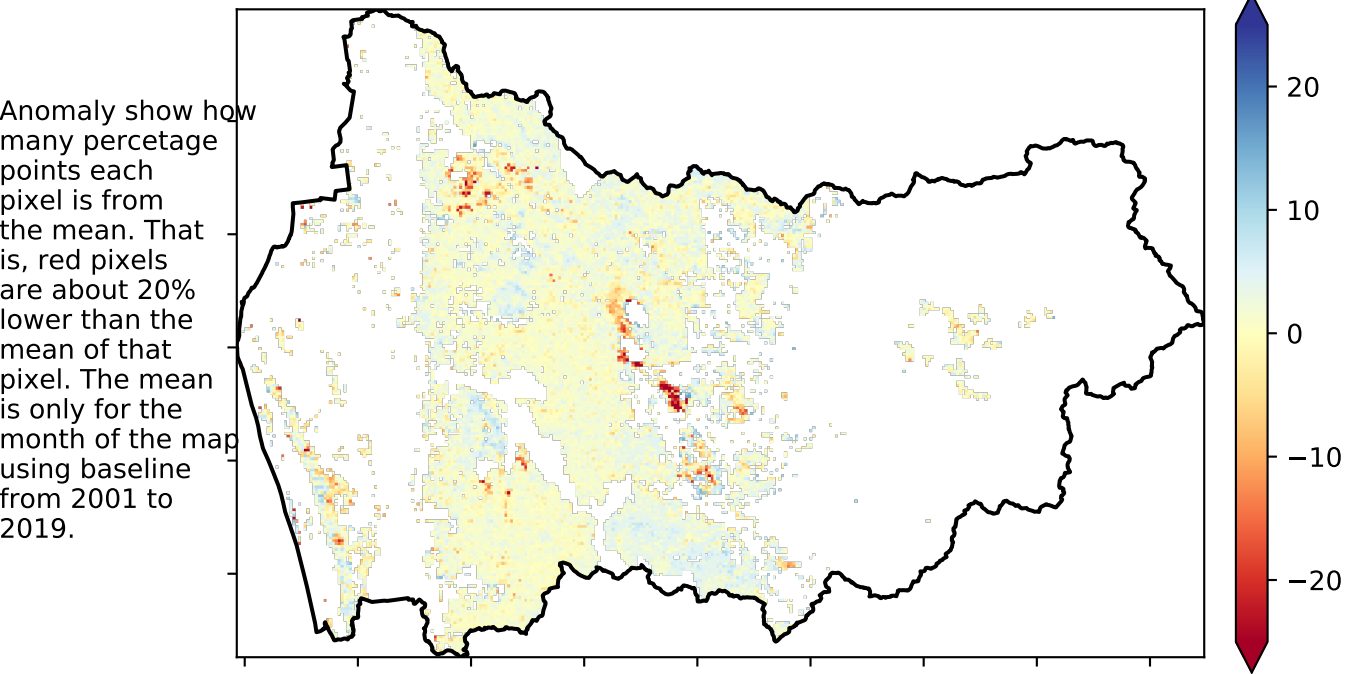 Anomaly show how
many percetage
points each
pixel is from
the mean. That
is, red pixels
are about 20%
lower than the
mean of that
pixel. The mean
is only for the
month of the map
using baseline
from 2001 to
2019.
20
10
0
−10
−20